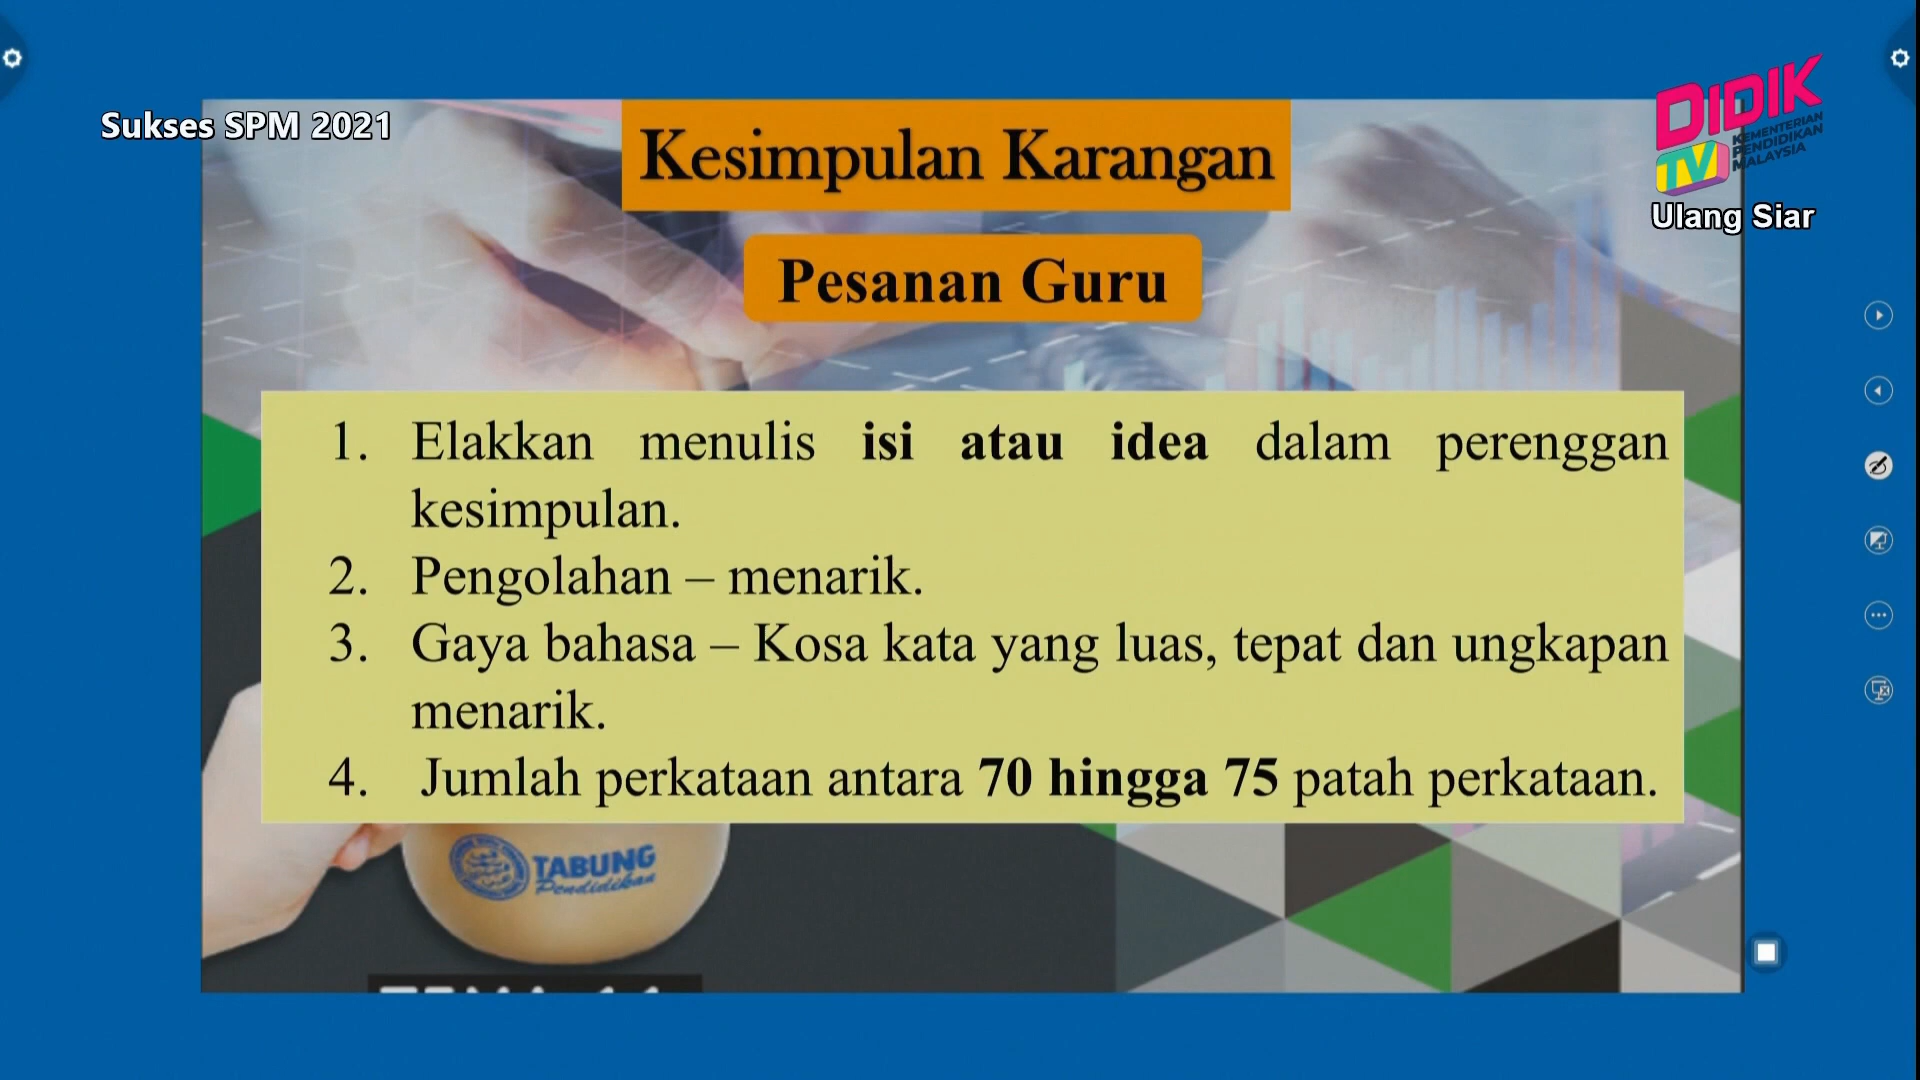 Sukses SPM 2021
DIDIK
TV
KEMENTERIAN
PENDIDIKAN
MALAYSIA
Ulang Siar
Kesimpulan Karangan
Pesanan Guru
1. Elakkan menulis isi atau idea dalam perenggan
kesimpulan.
2. Pengolahan – menarik.
3. Gaya bahasa – Kosa kata yang luas, tepat dan ungkapan
menarik.
4. Jumlah perkataan antara 70 hingga 75 patah perkataan.
TABUNG
Pendidikan